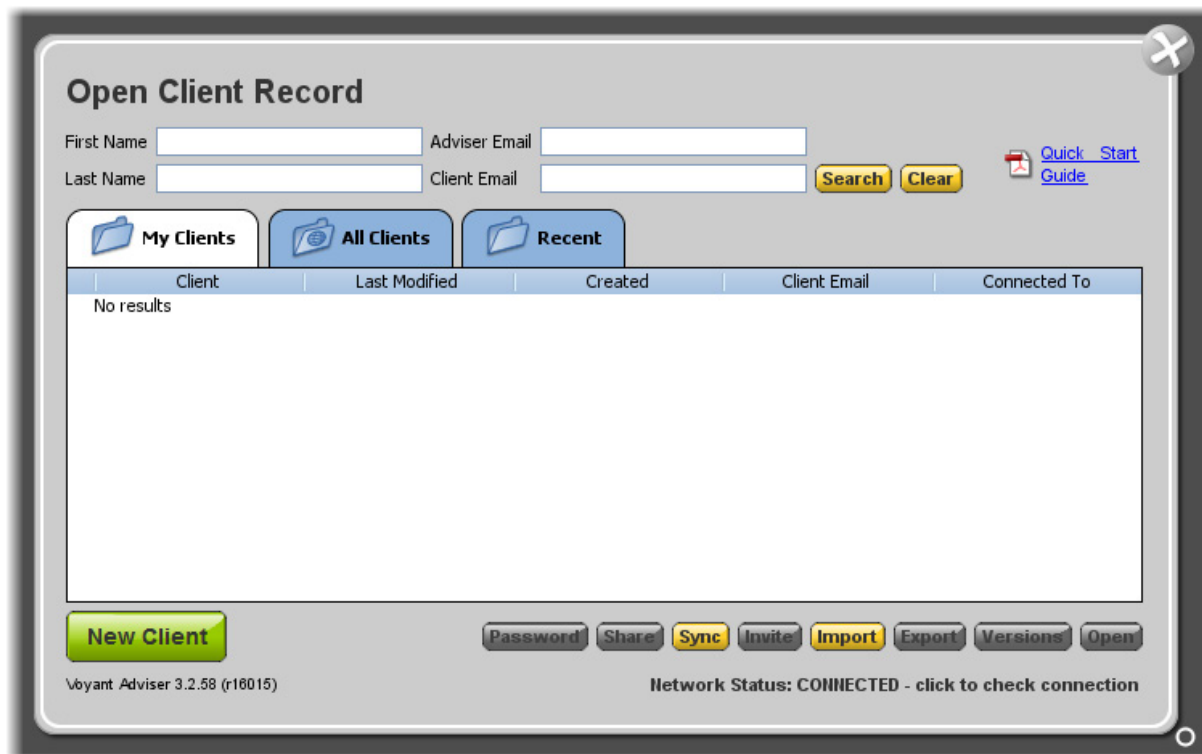 Open Client Record
First Name
Adviser Email
Last Name
Client Email
Search
Clear
Quick Start
Guide
My Clients
All Clients
Recent
Client
Last Modified
Created
Client Email
Connected To
No results
New Client
Password
Share
Sync
Invite
Import
Export
Versions
Open
Voyant Adviser 3.2.58 (r16015)
Network Status: CONNECTED - click to check connection